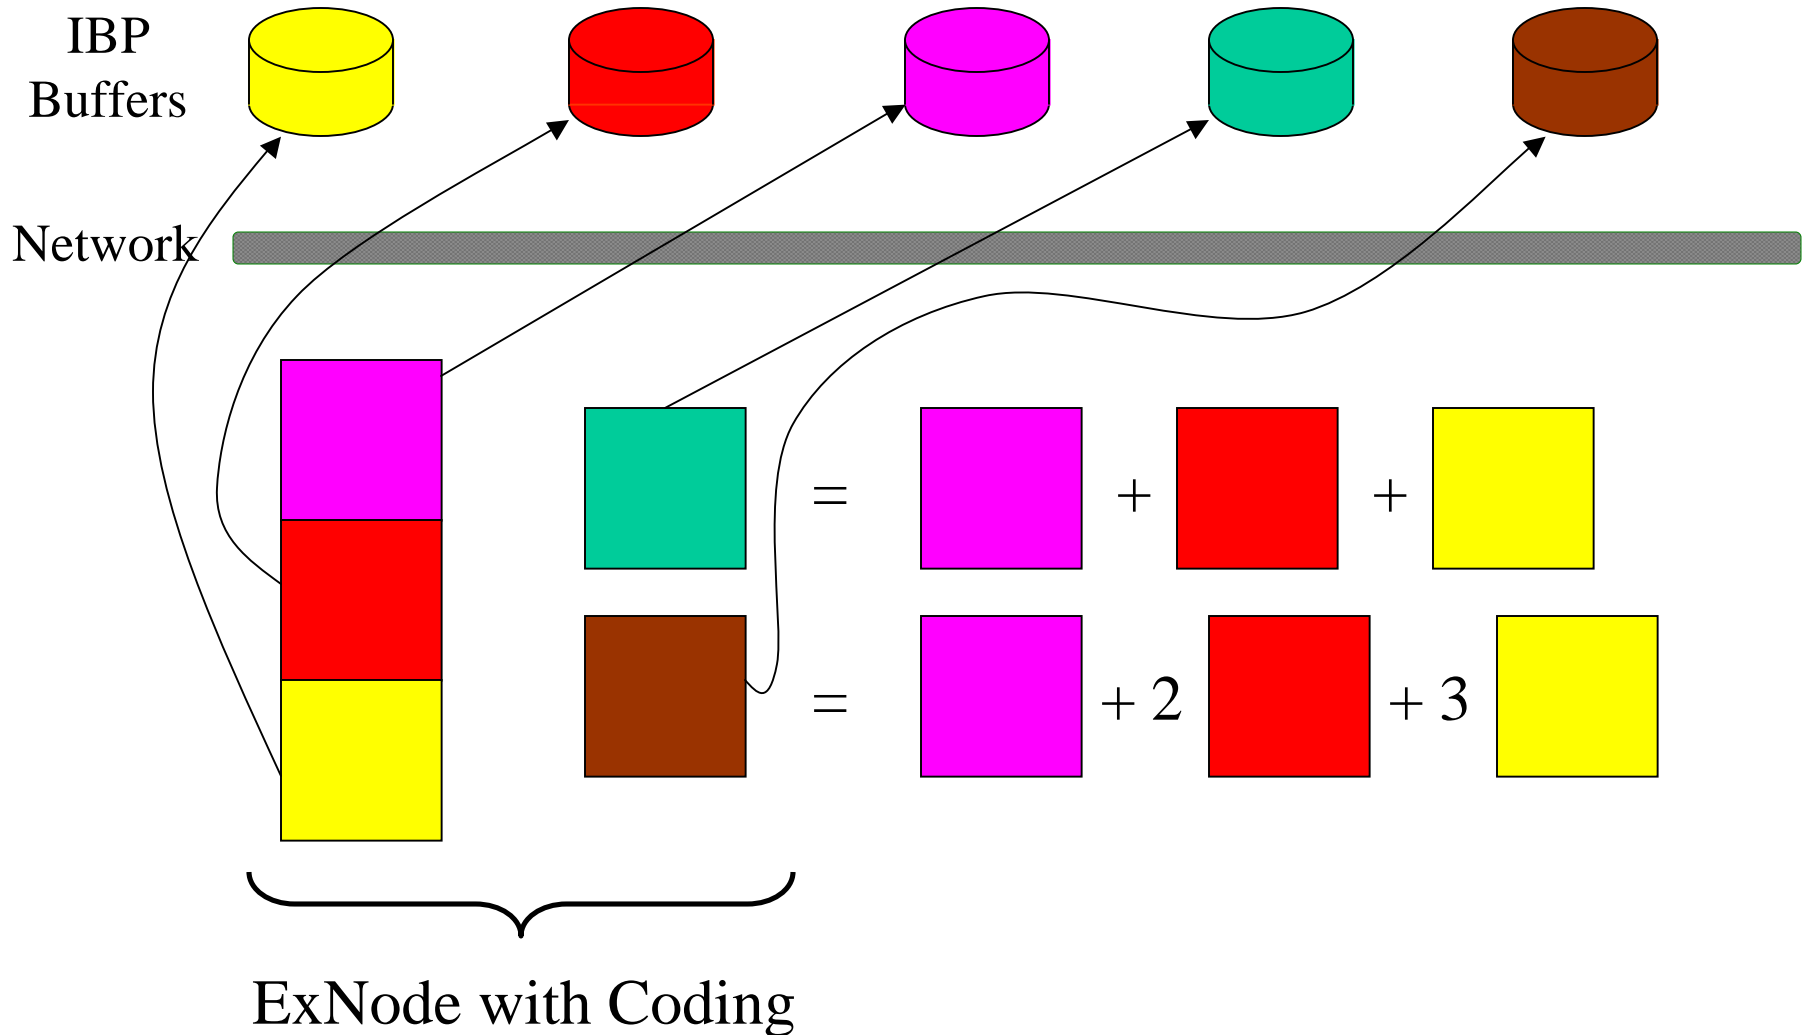 IBP
Buffers
Network
= + +
= + 2 + 3
ExNode with Coding